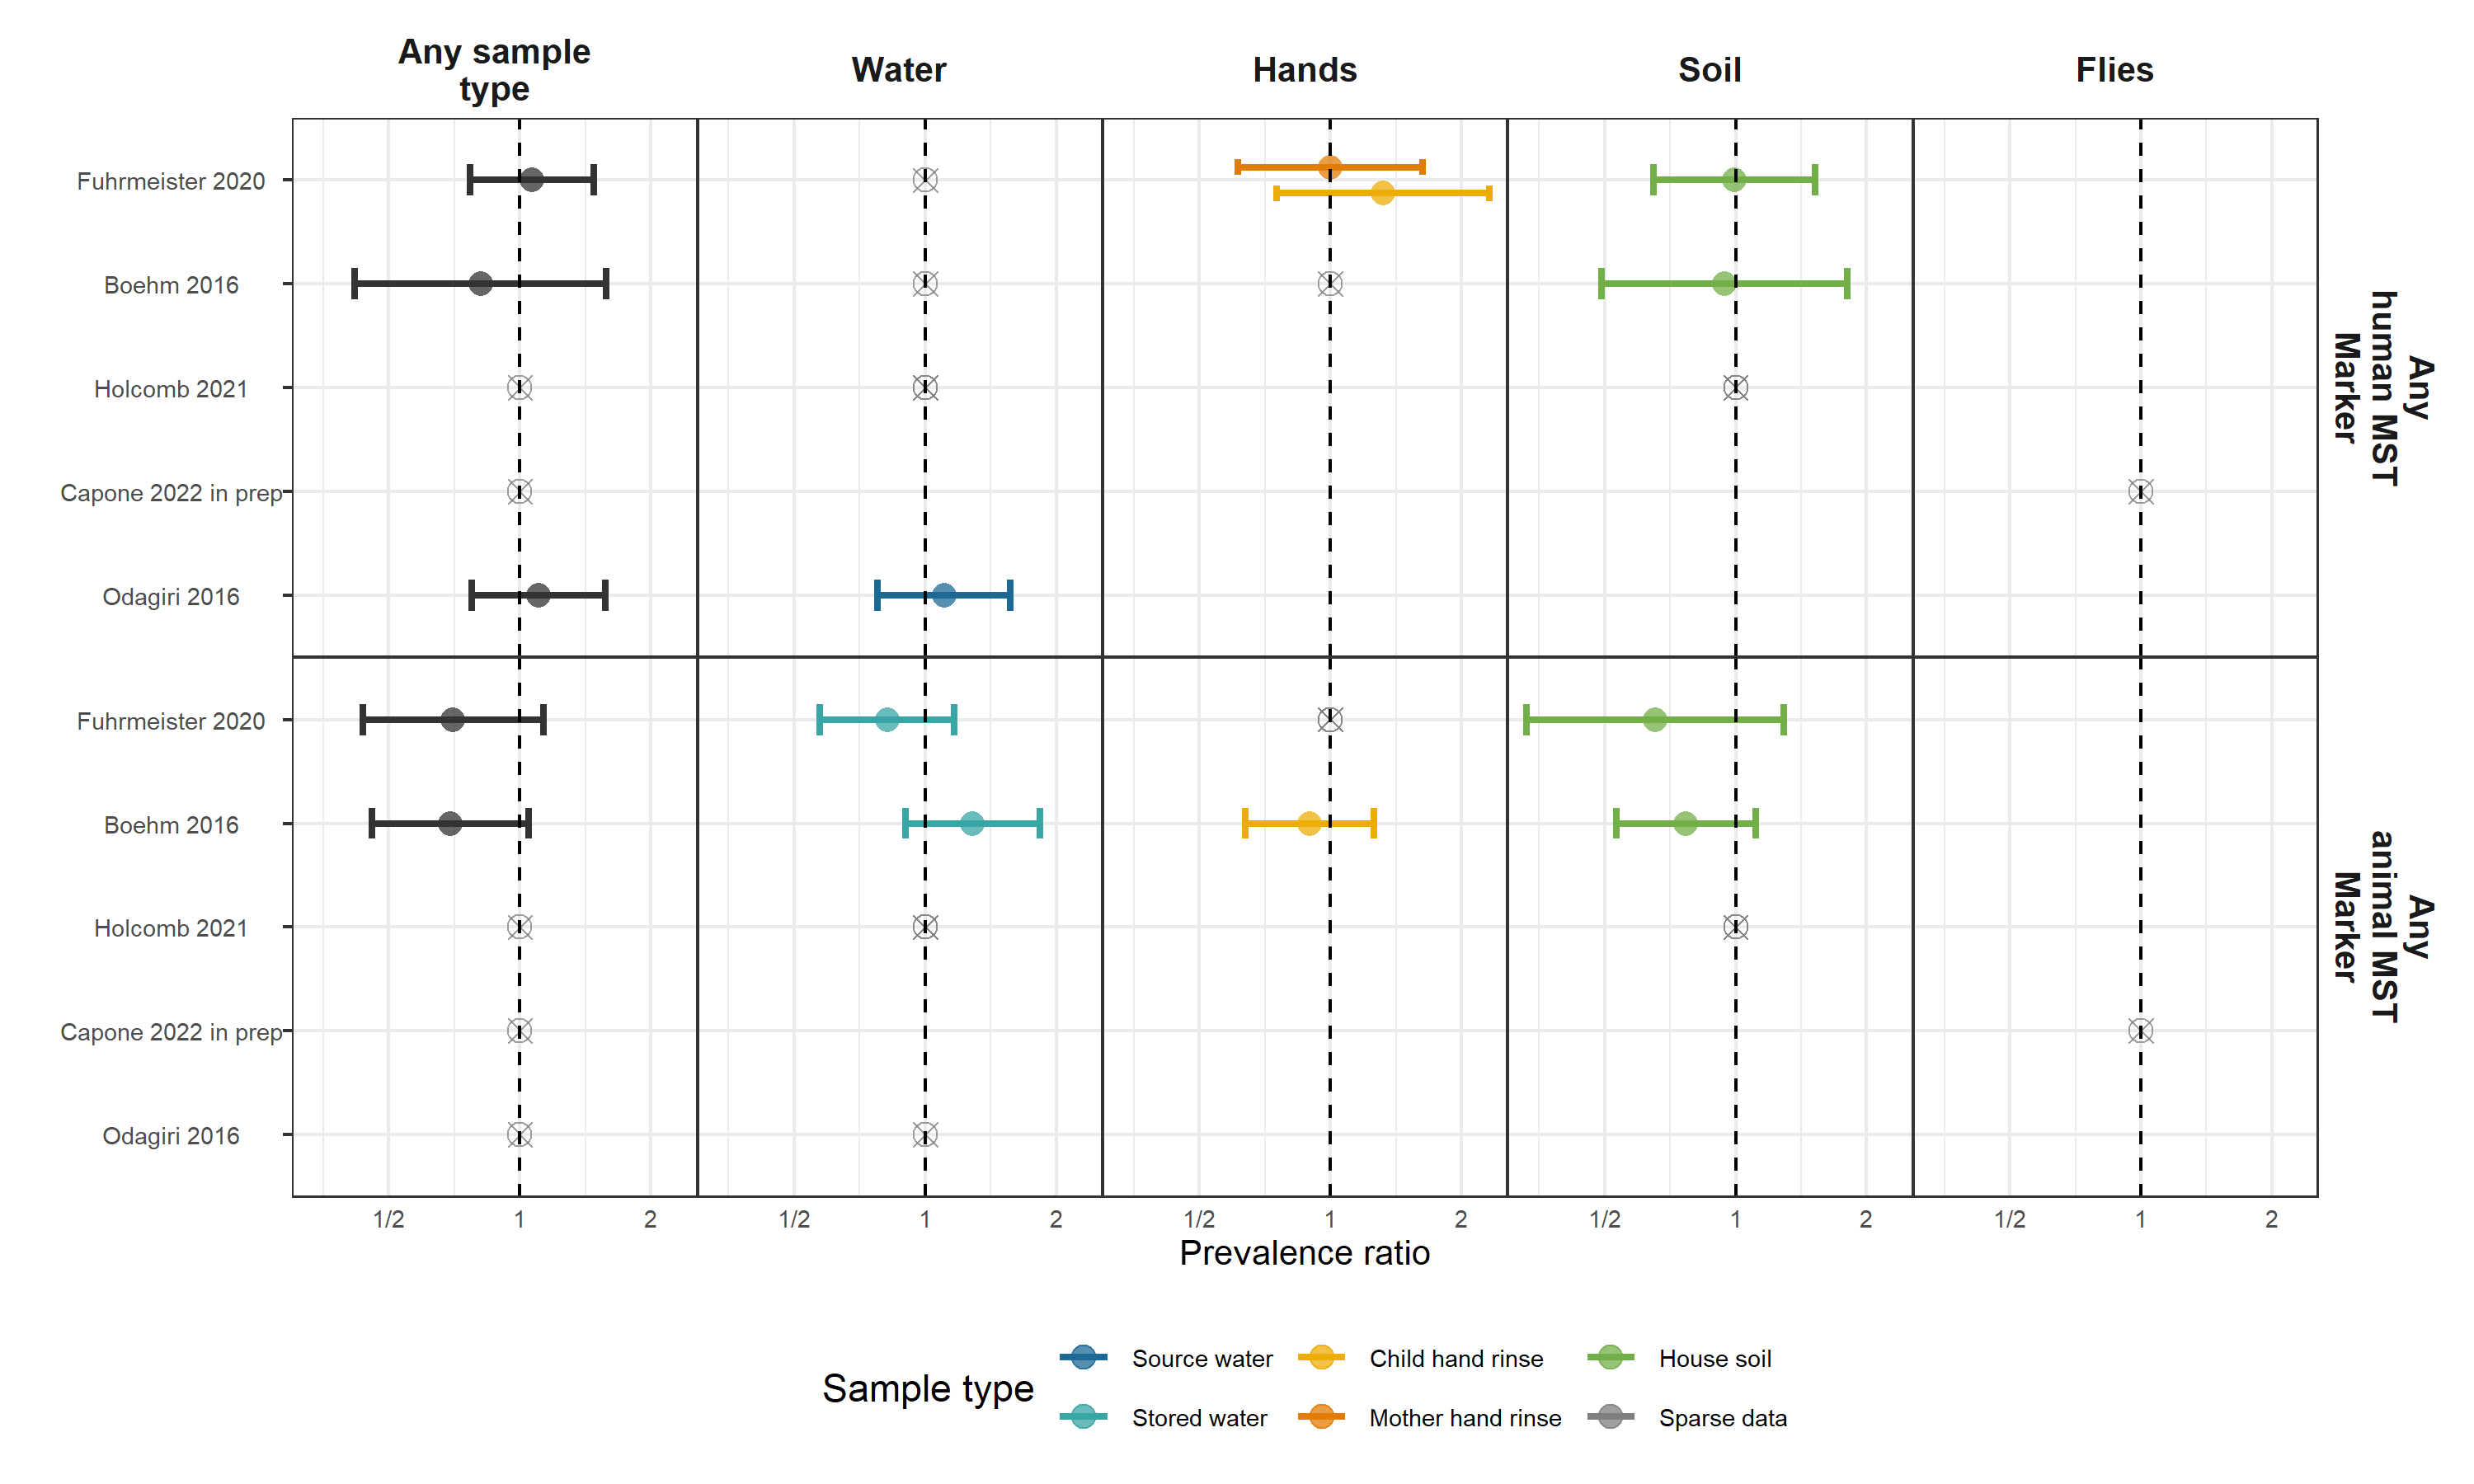 Any sample
type
Water
Hands
Soil
Flies
Fuhrmeister 2020
Boehm 2016
Holcomb 2021
Capone 2022 in prep
Odagiri 2016
Any
human MST
Marker
Fuhrmeister 2020
Boehm 2016
Holcomb 2021
Capone 2022 in prep
Odagiri 2016
Any
animal MST
Marker
1/2 1 2 1/2 1 2 1/2 1 2 1/2 1 2 1/2 1 2
Prevalence ratio
Sample type
Source water
Child hand rinse
House soil
Stored water
Mother hand rinse
Sparse data